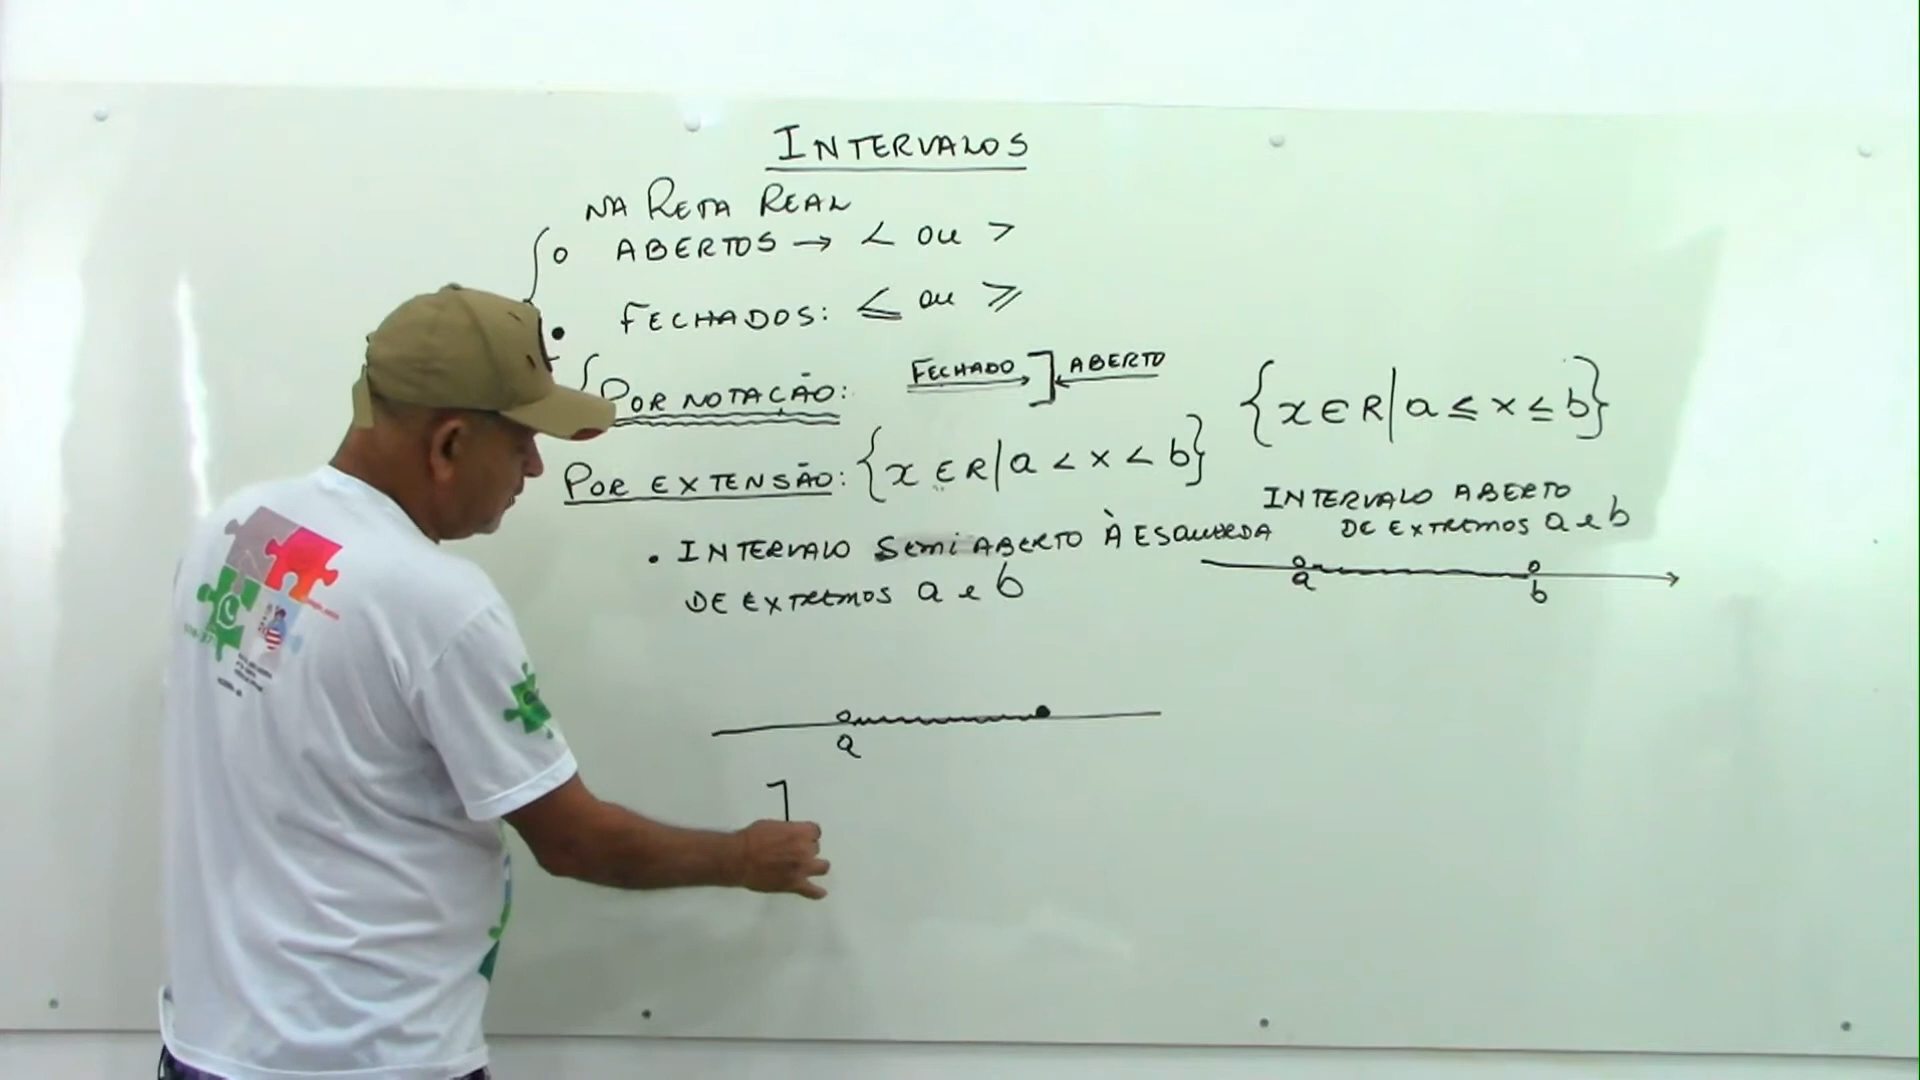 INTERVALOS
NA RETA REAL
o ABERTOS → < ou >
• FECHADOS: ≤ ou ≥
POR NOTAÇÃO: FECHADO ] ABERTO
{x ∈ R | a ≤ x ≤ b}
POR EXTENSÃO: {x ∈ R | a < x < b}
INTERVALO ABERTO
DE EXTREMOS a e b
• INTERVALO SEMI ABERTO À ESQUERDA
DE EXTREMOS a e b
a b
a
]